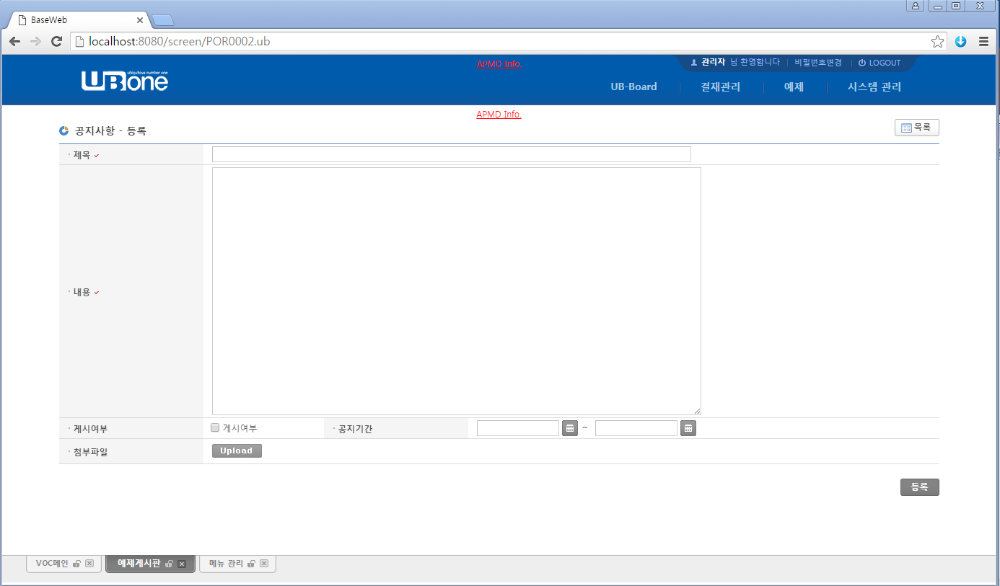 BaseWeb
localhost:8080/screen/POR0002.ub
APMD Info.
관리자 님 환영합니다
비밀번호변경
LOGOUT
ubiquitous number one
UBone
UB-Board
결재관리
예제
시스템 관리
APMD Info.
공지사항 - 등록
목록
· 제목
· 내용
· 게시여부
게시여부
· 공지기간
~
· 첨부파일
Upload
등록
VOC메인
예제게시판
메뉴 관리